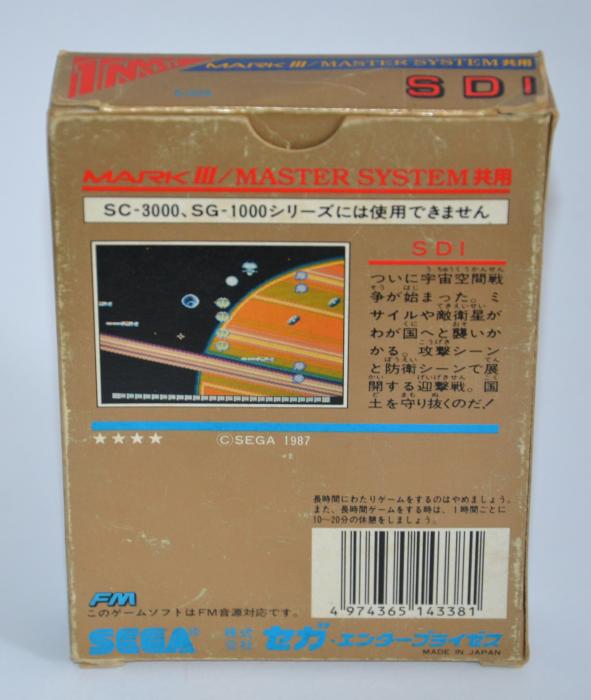 MARK III/MASTER SYSTEM共用
SDI
MARK III/MASTER SYSTEM共用
SC-3000、SG-1000シリーズには使用できません
SDI
ついに宇宙空間戦
争が始まった。ミ
サイルや敵衛星が
わが国へと襲いか
かる。攻撃シーン
と防衛シーンで展
開する迎撃戦。国
土を守り抜くのだ!
★★★★
©SEGA 1987
長時間にわたりゲームをするのはやめましょう。
また、長時間ゲームをする時は、1時間ごとに
10〜20分の休憩をしましょう。
4 974365 143381
FM
このゲームソフトはFM音源対応です。
SEGA® 株式会社 セガ・エンタープライゼス
MADE IN JAPAN